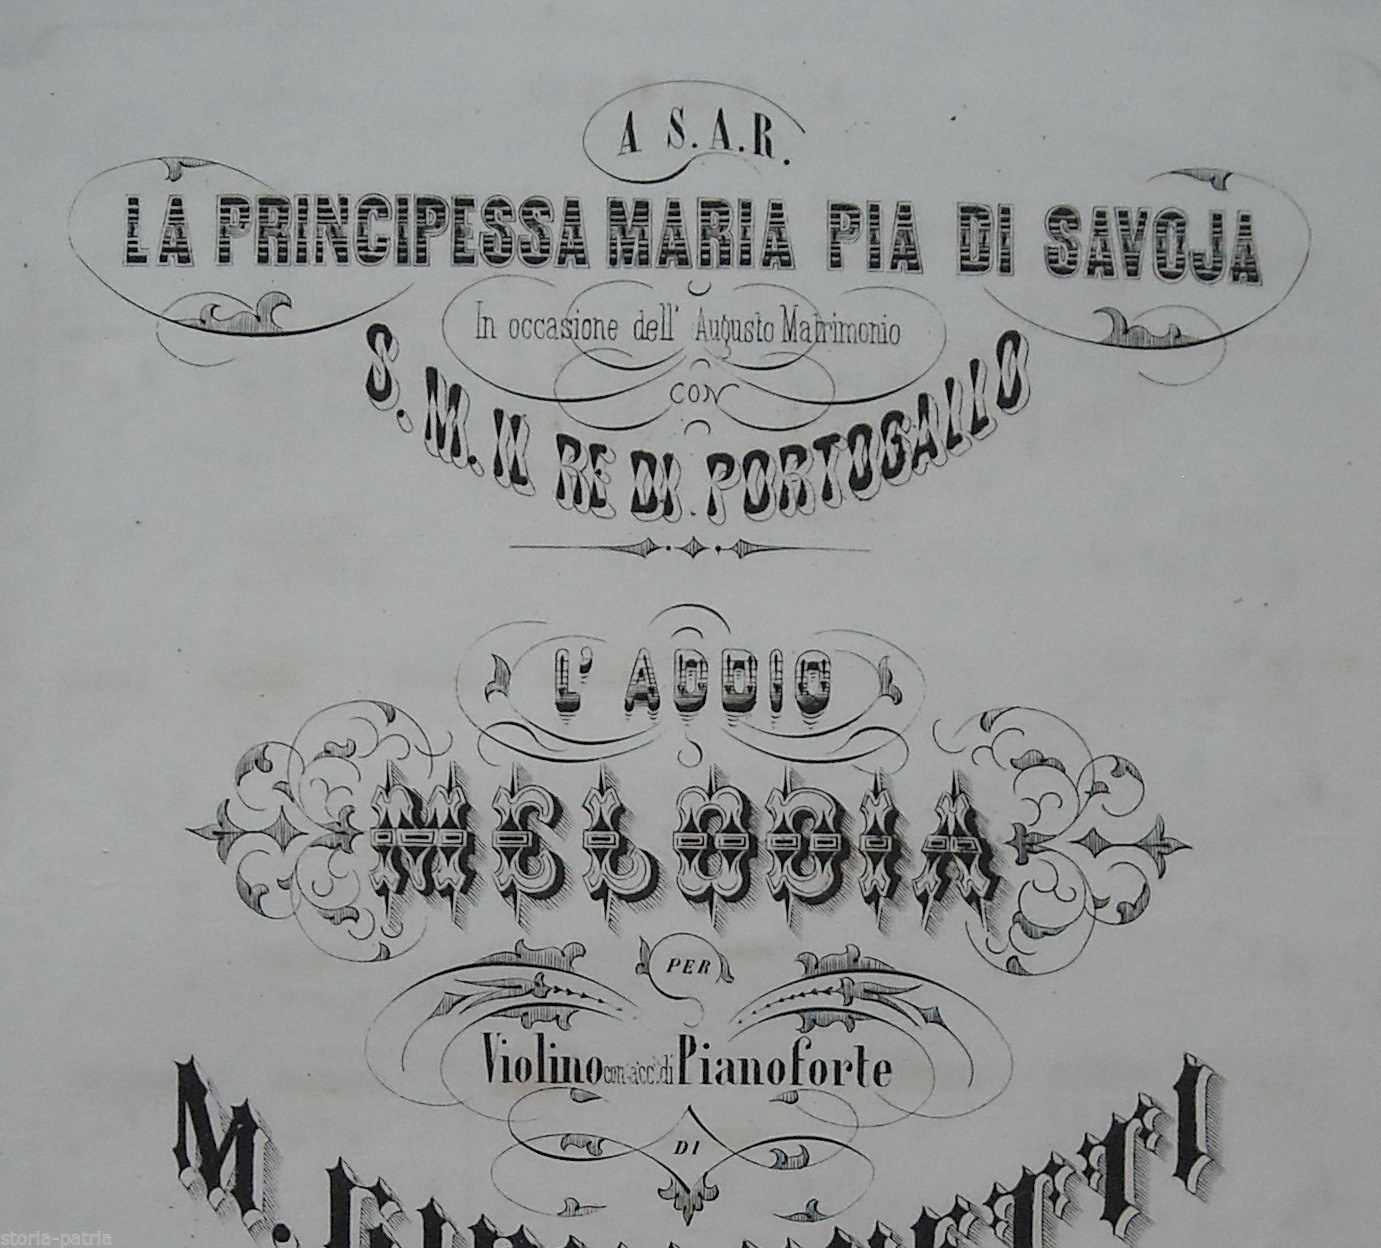 A S.A.R.
LA PRINCIPESSA MARIA PIA DI SAVOJA
In occasione dell' Augusto Matrimonio
CON
S. M. IL RE DI PORTOGALLO
L' ADDIO
MELODIA
PER
Violino con acc.t di Pianoforte
DI
M.
storia-patria